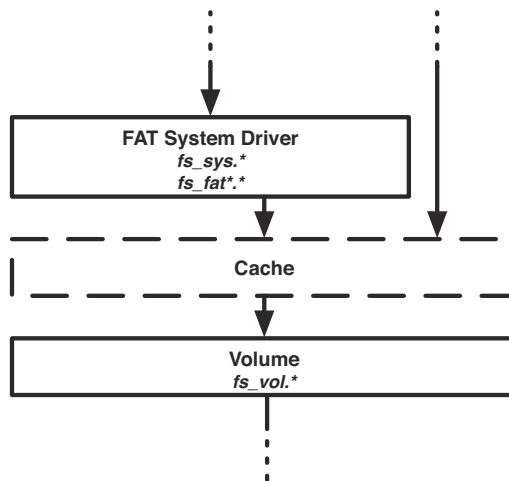 FAT System Driver
fs_sys.*
fs_fat*.*
Cache
Volume
fs_vol.*